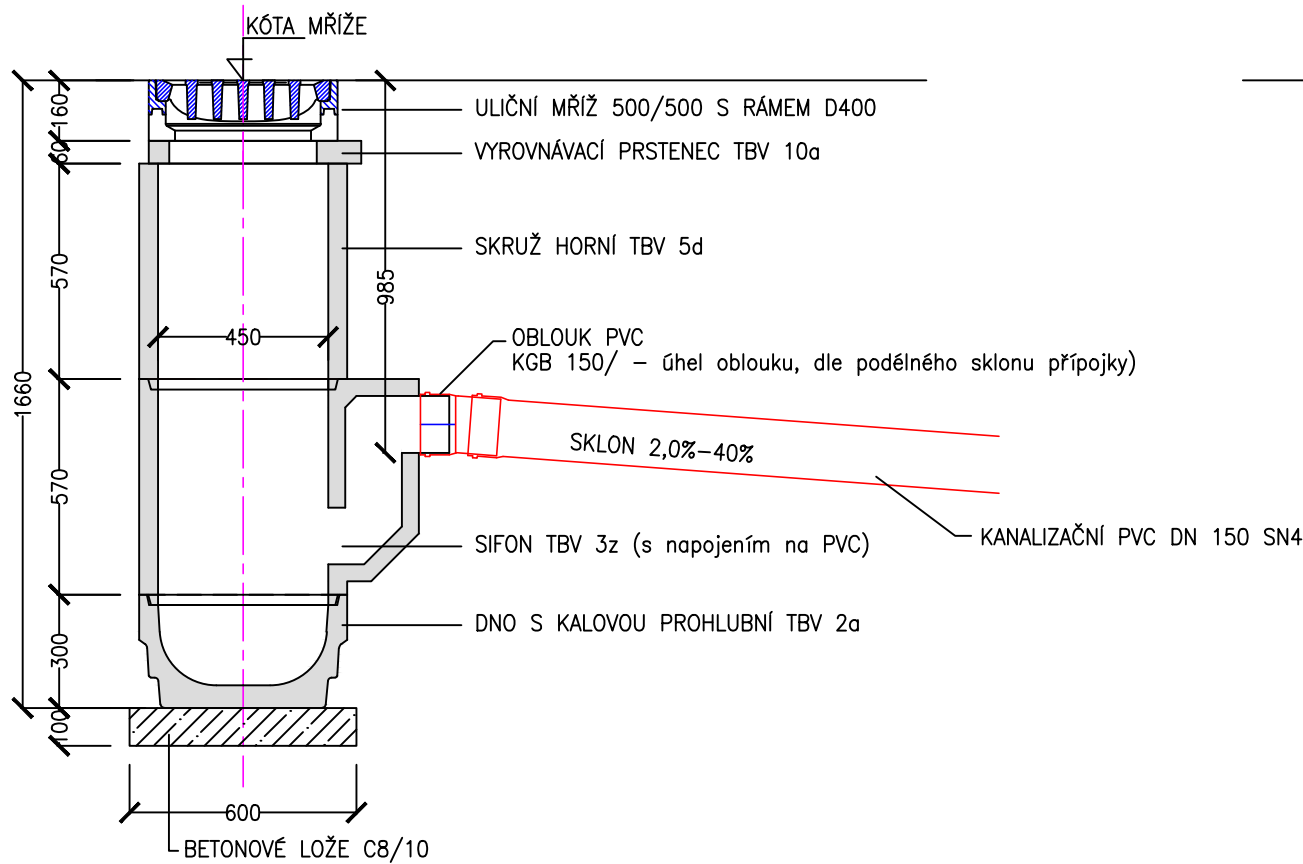 KÓTA MŘÍŽE
ULIČNÍ MŘÍŽ 500/500 S RÁMEM D400
VYROVNÁVACÍ PRSTENEC TBV 10a
SKRUŽ HORNÍ TBV 5d
OBLOUK PVC
KGB 150/ – úhel oblouku, dle podélného sklonu přípojky)
SKLON 2,0%–40%
KANALIZAČNÍ PVC DN 150 SN4
SIFON TBV 3z (s napojením na PVC)
DNO S KALOVOU PROHLUBNÍ TBV 2a
BETONOVÉ LOŽE C8/10
160
60
570
570
300
100
1660
985
450
600